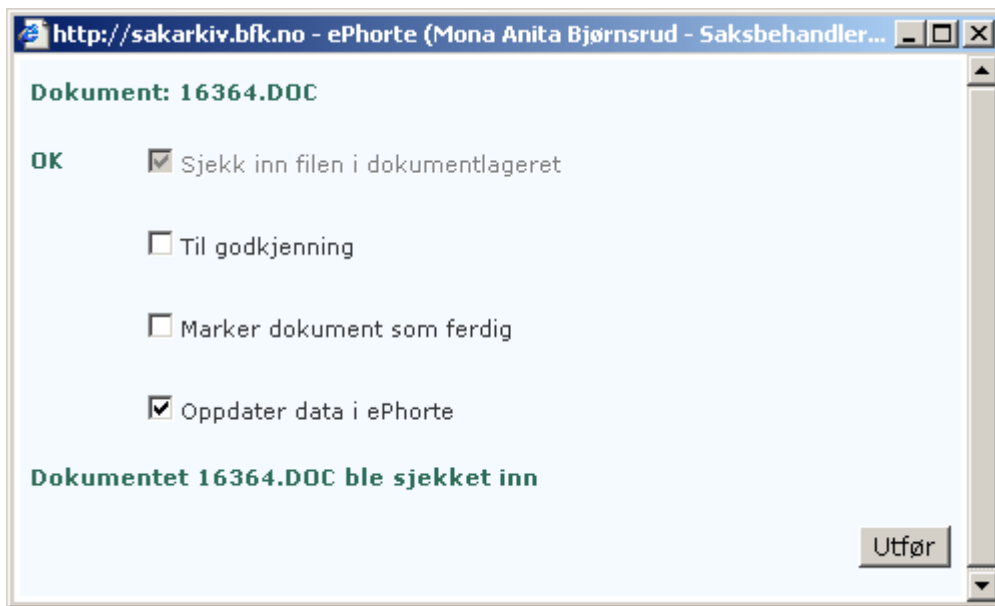 http://sakarkiv.bfk.no - ePhorte (Mona Anita Bjørnsrud - Saksbehandler...
Dokument: 16364.DOC
OK Sjekk inn filen i dokumentlageret
Til godkjenning
Marker dokument som ferdig
Oppdater data i ePhorte
Dokumentet 16364.DOC ble sjekket inn
Utfør